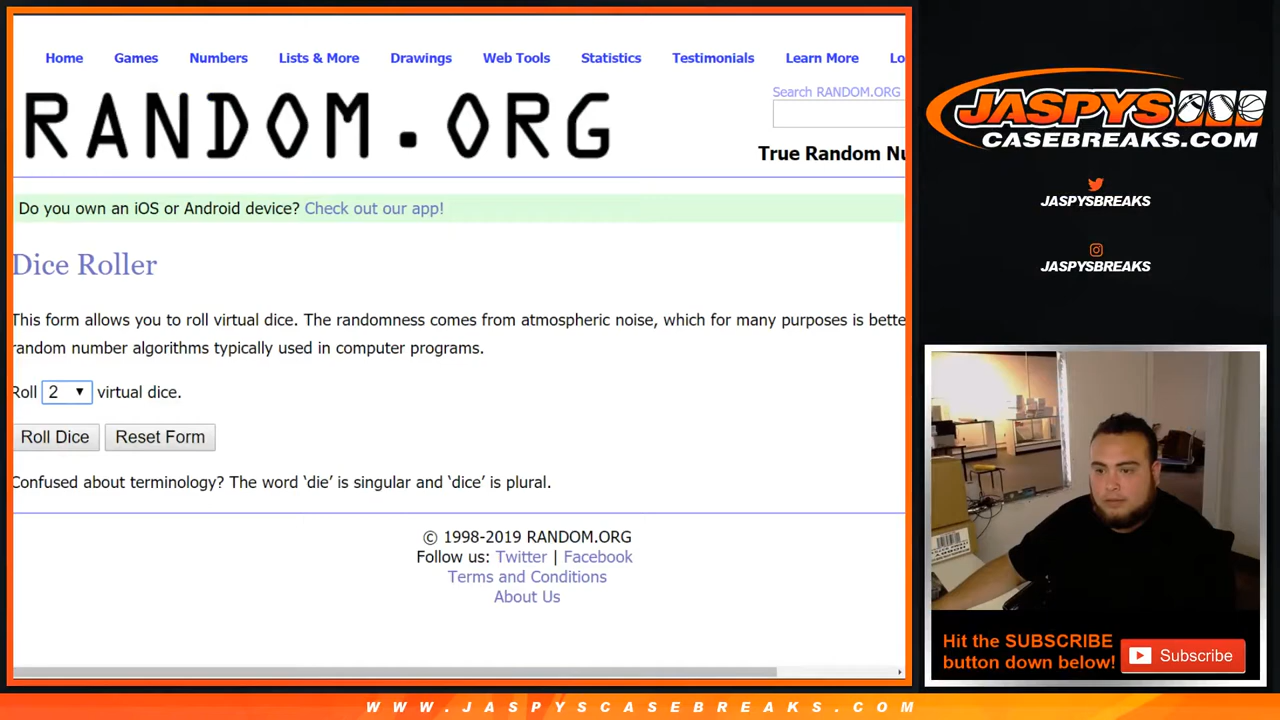 Home Games Numbers Lists & More Drawings Web Tools Statistics Testimonials Learn More Lo
RANDOM.ORG
Search RANDOM.ORG
True Random Nu
Do you own an iOS or Android device? Check out our app!
Dice Roller
This form allows you to roll virtual dice. The randomness comes from atmospheric noise, which for many purposes is bette
random number algorithms typically used in computer programs.
Roll 2 virtual dice.
Roll Dice Reset Form
Confused about terminology? The word ‘die’ is singular and ‘dice’ is plural.
© 1998-2019 RANDOM.ORG
Follow us: Twitter | Facebook
Terms and Conditions
About Us
JASPYS
CASEBREAKS.COM
JASPYSBREAKS
JASPYSBREAKS
Hit the SUBSCRIBE
button down below!
Subscribe
WWW.JASPYSCASEBREAKS.COM